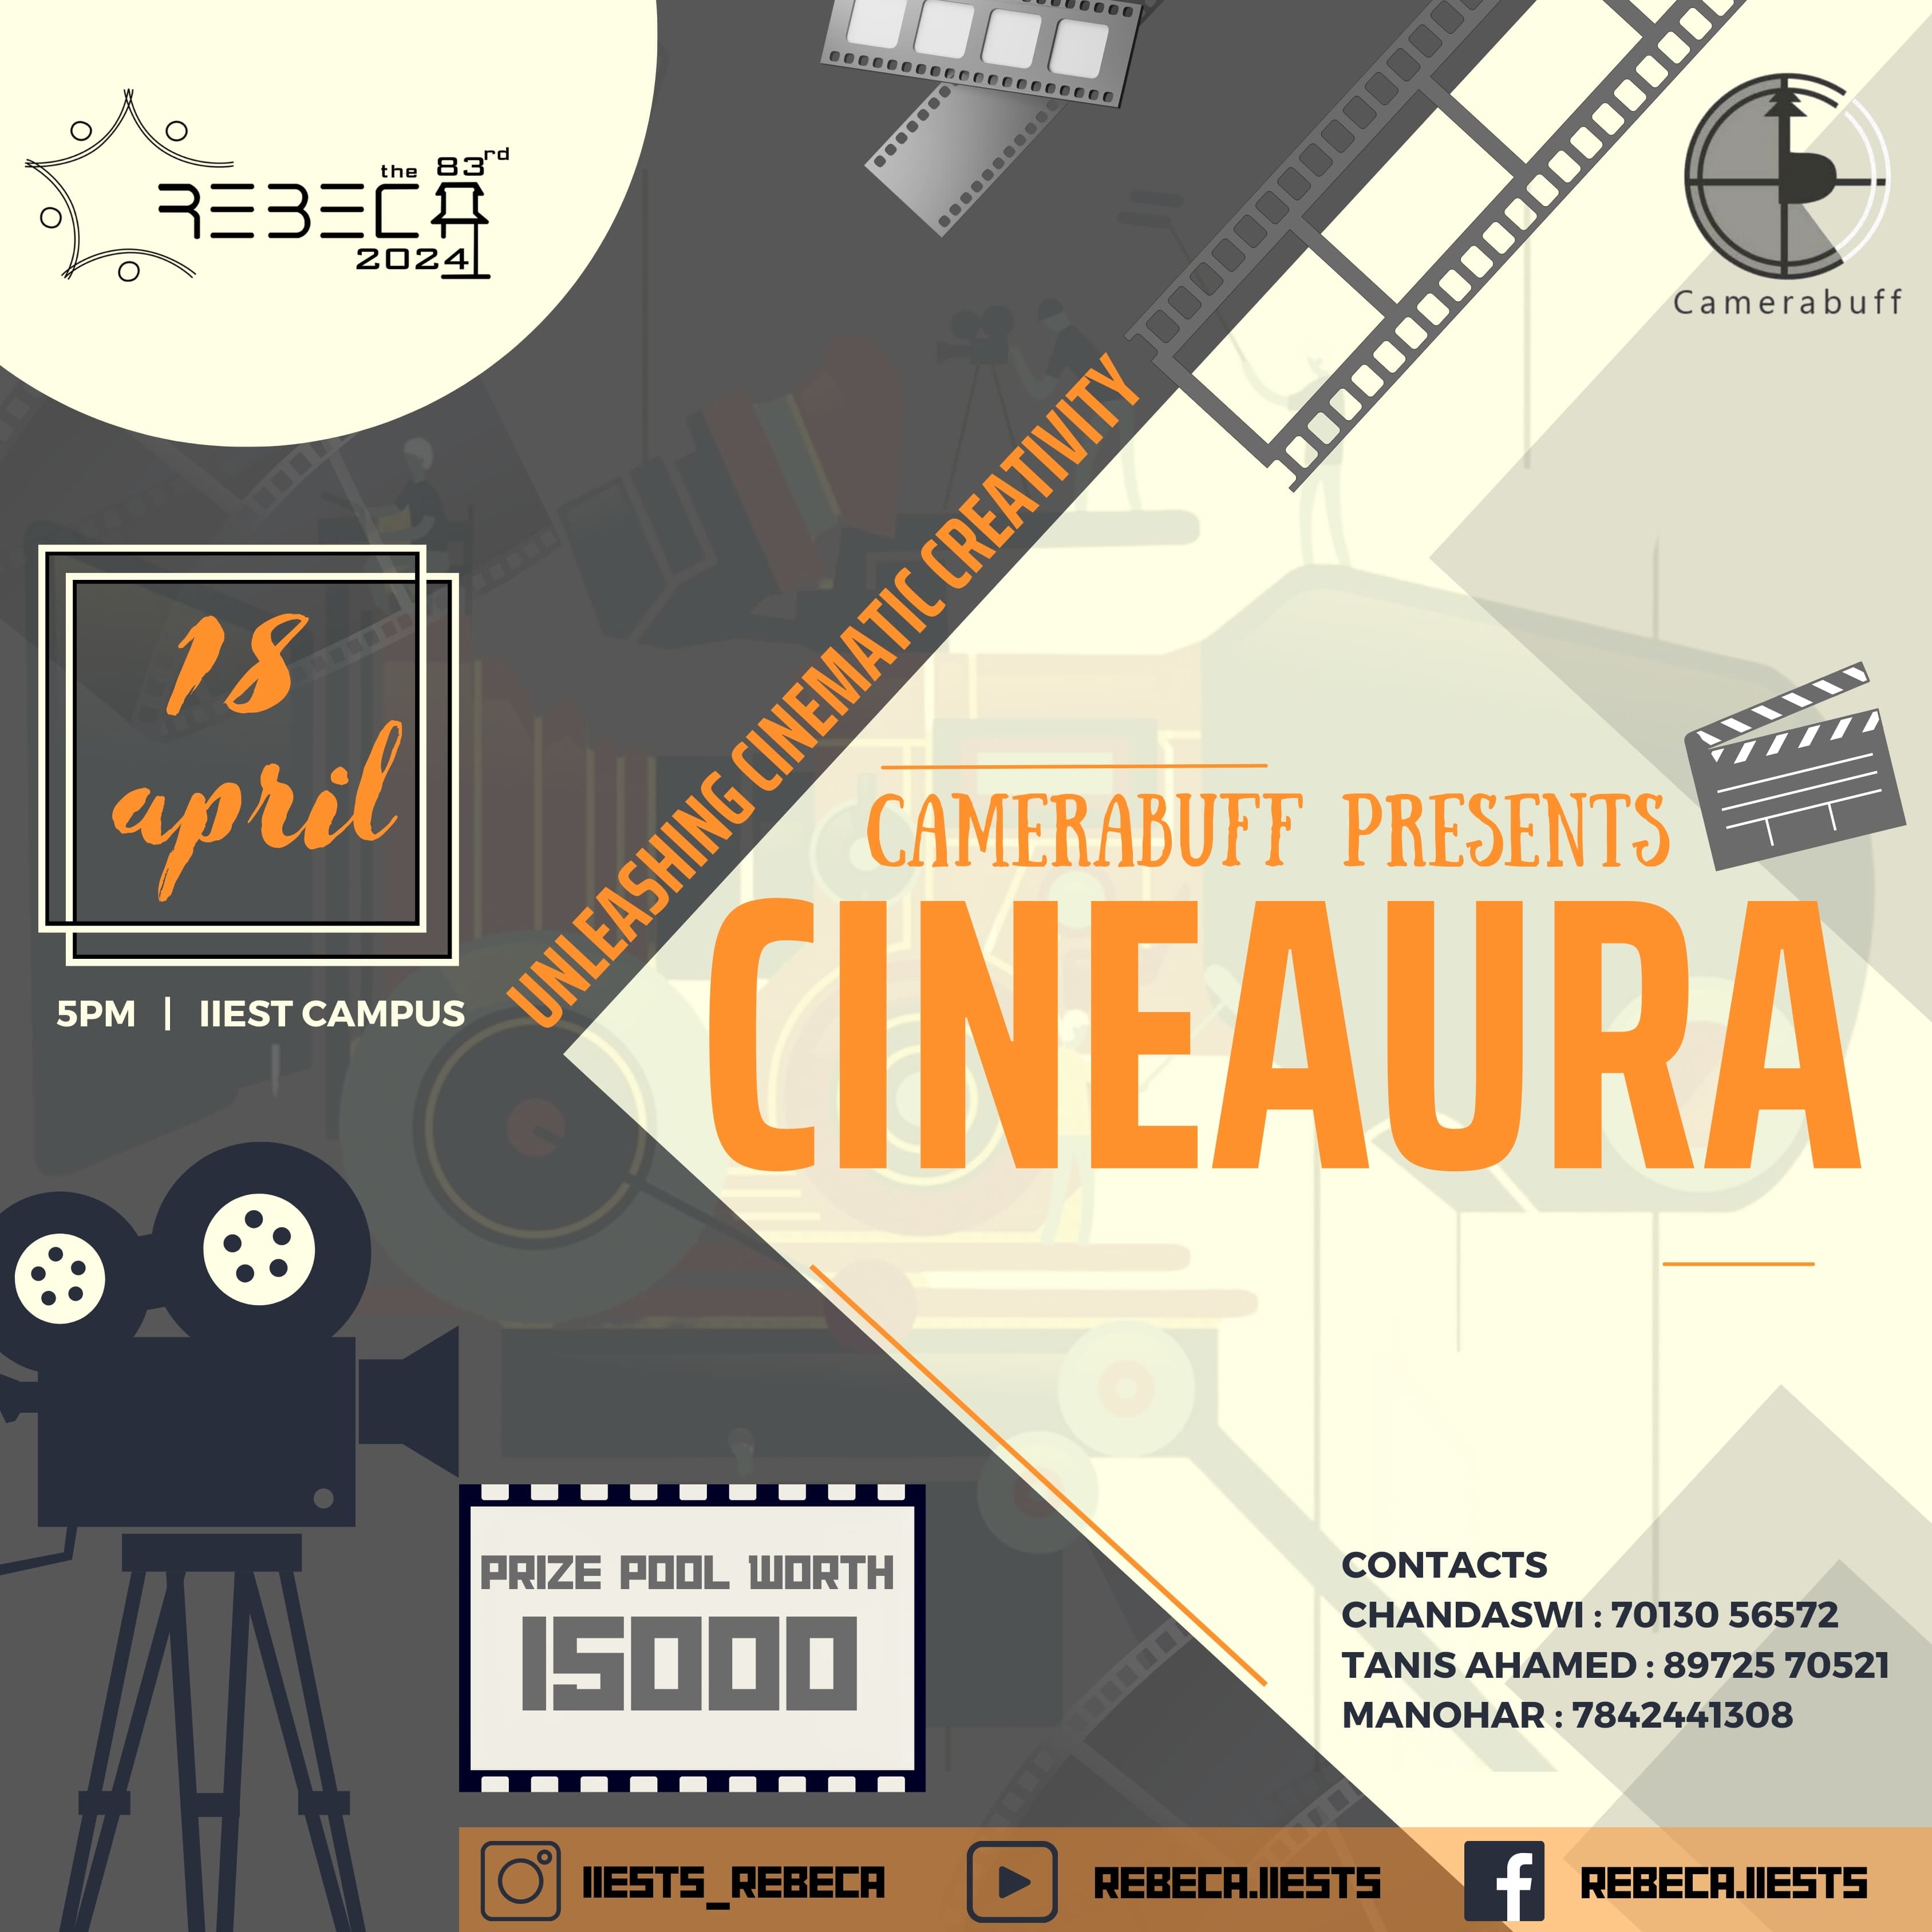 the 83rd
REBECA
2024
Camerabuff
UNLEASHING CINEMATIC CREATIVITY
18
april
5PM | IIEST CAMPUS
CAMERABUFF PRESENTS
CINEAURA
PRIZE POOL WORTH
15000
CONTACTS
CHANDASWI : 70130 56572
TANIS AHAMED : 89725 70521
MANOHAR : 7842441308
IIESTS_REBECA
REBECA.IIESTS
REBECA.IIESTS